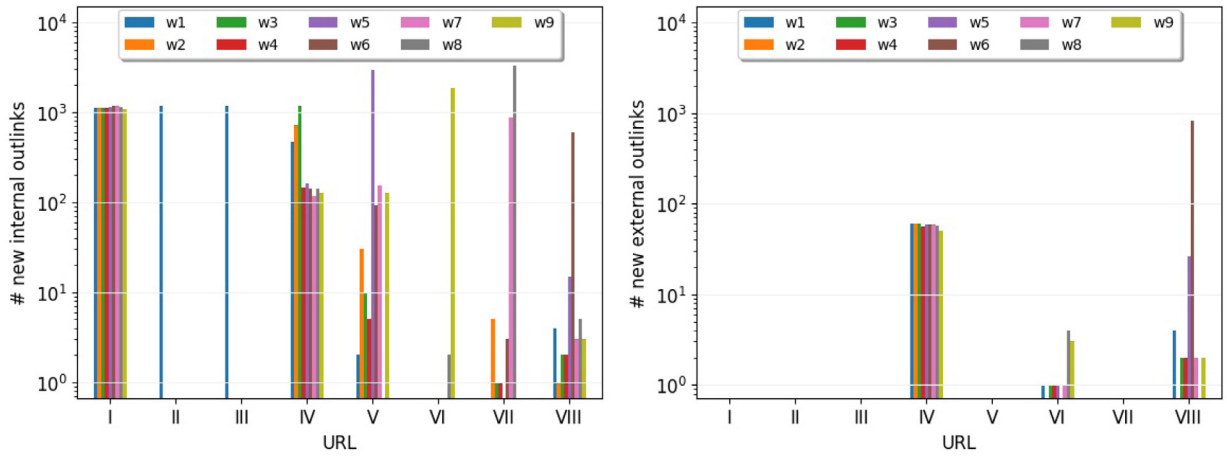 w1 w3 w5 w7 w9
w2 w4 w6 w8
10⁴
10³
10²
10¹
10⁰
# new internal outlinks
I II III IV V VI VII VIII
URL
w1 w3 w5 w7 w9
w2 w4 w6 w8
10⁴
10³
10²
10¹
10⁰
# new external outlinks
I II III IV V VI VII VIII
URL